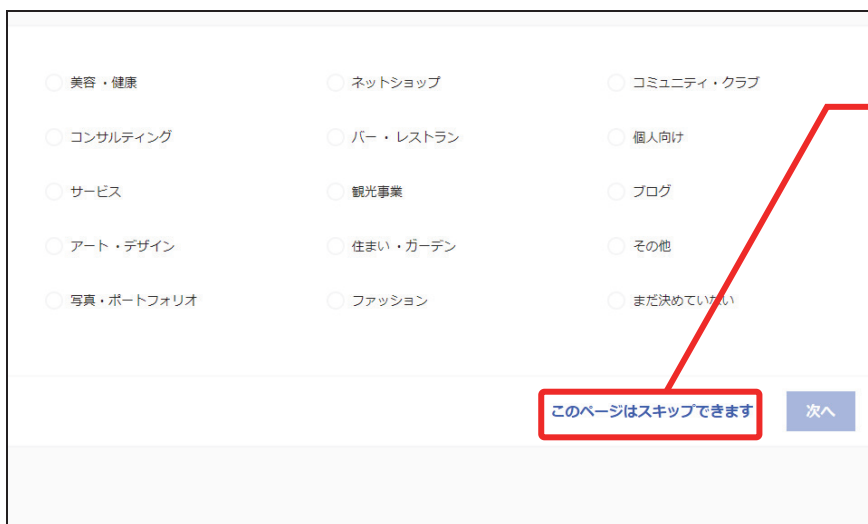 美容・健康
ネットショップ
コミュニティ・クラブ
コンサルティング
バー・レストラン
個人向け
サービス
観光事業
ブログ
アート・デザイン
住まい・ガーデン
その他
写真・ポートフォリオ
ファッション
まだ決めていない
このページはスキップできます
次へ